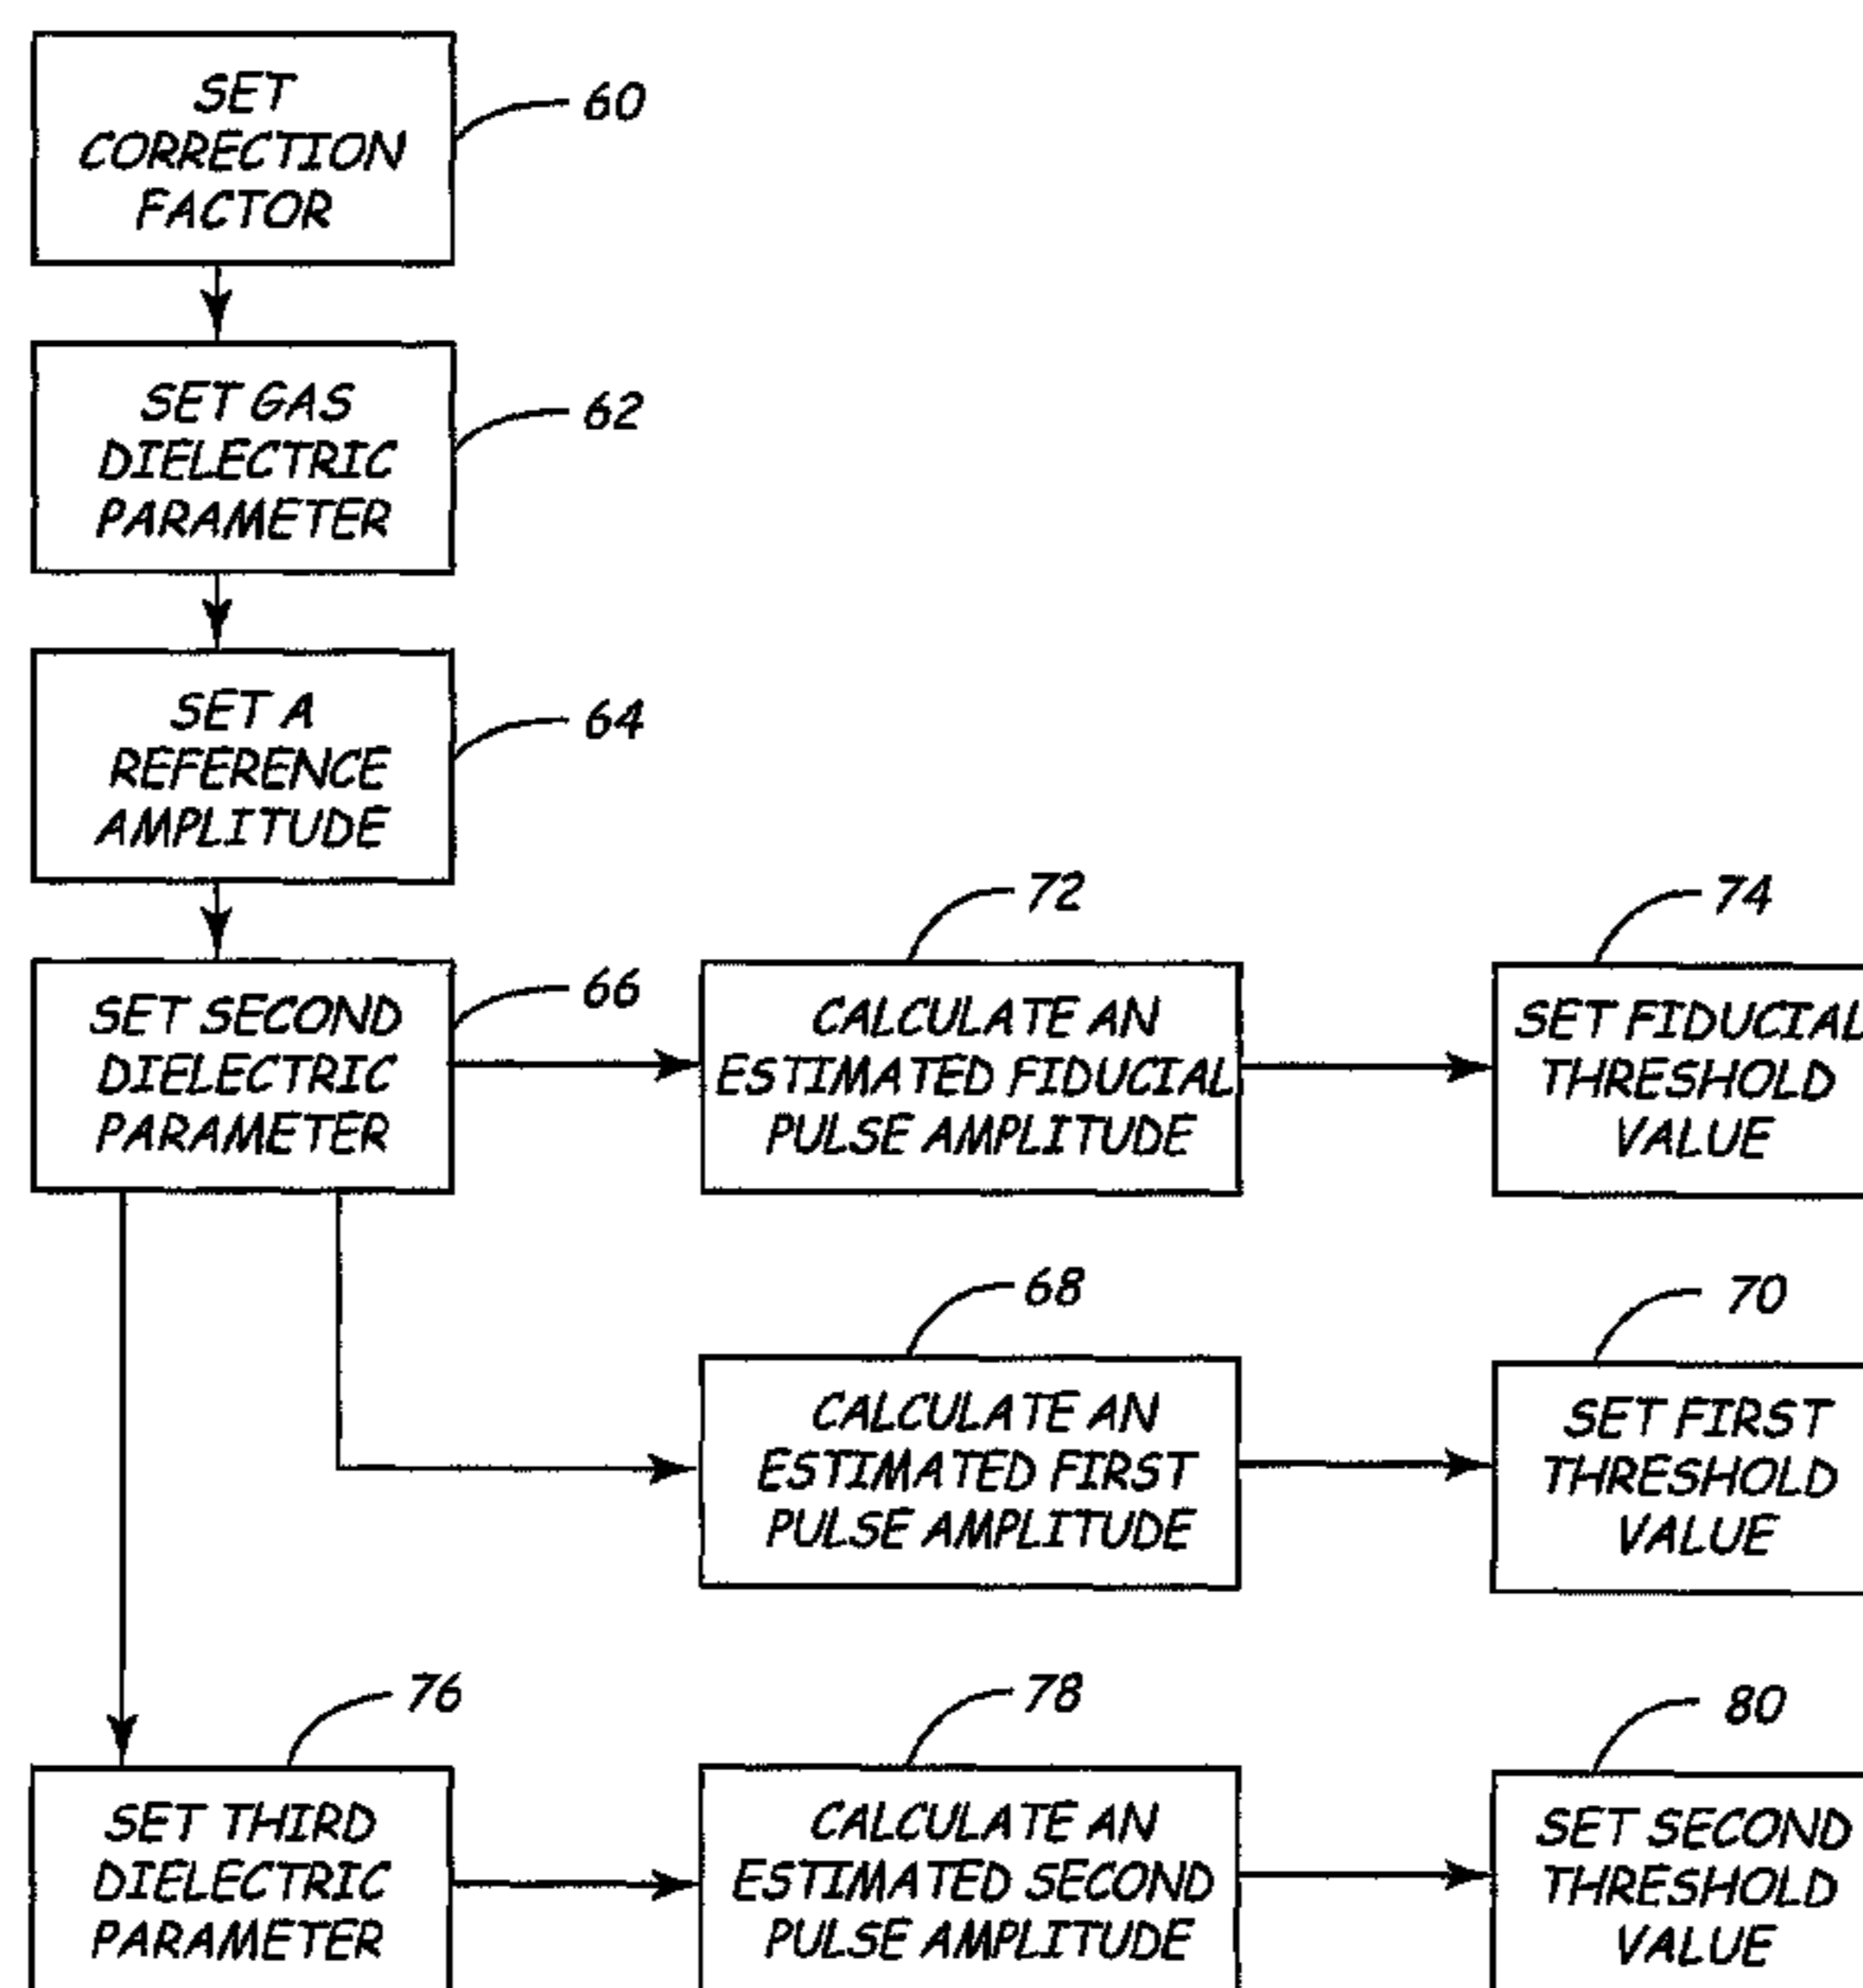 SET
CORRECTION
FACTOR
60
SET GAS
DIELECTRIC
PARAMETER
62
SET A
REFERENCE
AMPLITUDE
64
SET SECOND
DIELECTRIC
PARAMETER
66
CALCULATE AN
ESTIMATED FIDUCIAL
PULSE AMPLITUDE
72
SET FIDUCIAL
THRESHOLD
VALUE
74
CALCULATE AN
ESTIMATED FIRST
PULSE AMPLITUDE
68
SET FIRST
THRESHOLD
VALUE
70
SET THIRD
DIELECTRIC
PARAMETER
76
CALCULATE AN
ESTIMATED SECOND
PULSE AMPLITUDE
78
SET SECOND
THRESHOLD
VALUE
80